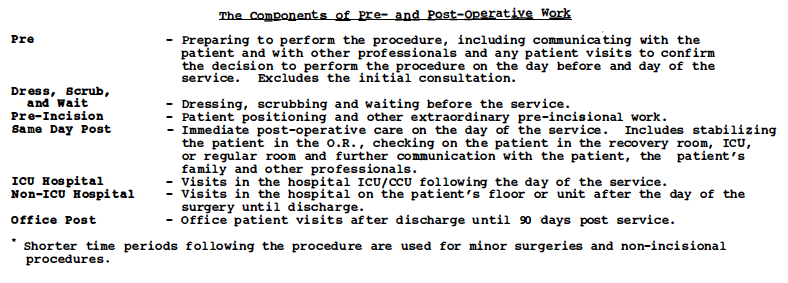 The Components of Pre- and Post-Operative Work
Pre - Preparing to perform the procedure, including communicating with the
patient and with other professionals and any patient visits to confirm
the decision to perform the procedure on the day before and day of the
service. Excludes the initial consultation.
Dress, Scrub,
and Wait - Dressing, scrubbing and waiting before the service.
Pre-Incision - Patient positioning and other extraordinary pre-incisional work.
Same Day Post - Immediate post-operative care on the day of the service. Includes stabilizing
the patient in the O.R., checking on the patient in the recovery room, ICU,
or regular room and further communication with the patient, the patient's
family and other professionals.
ICU Hospital - Visits in the hospital ICU/CCU following the day of the service.
Non-ICU Hospital - Visits in the hospital on the patient's floor or unit after the day of the
surgery until discharge.
Office Post - Office patient visits after discharge until 90 days post service.
* Shorter time periods following the procedure are used for minor surgeries and non-incisional
procedures.